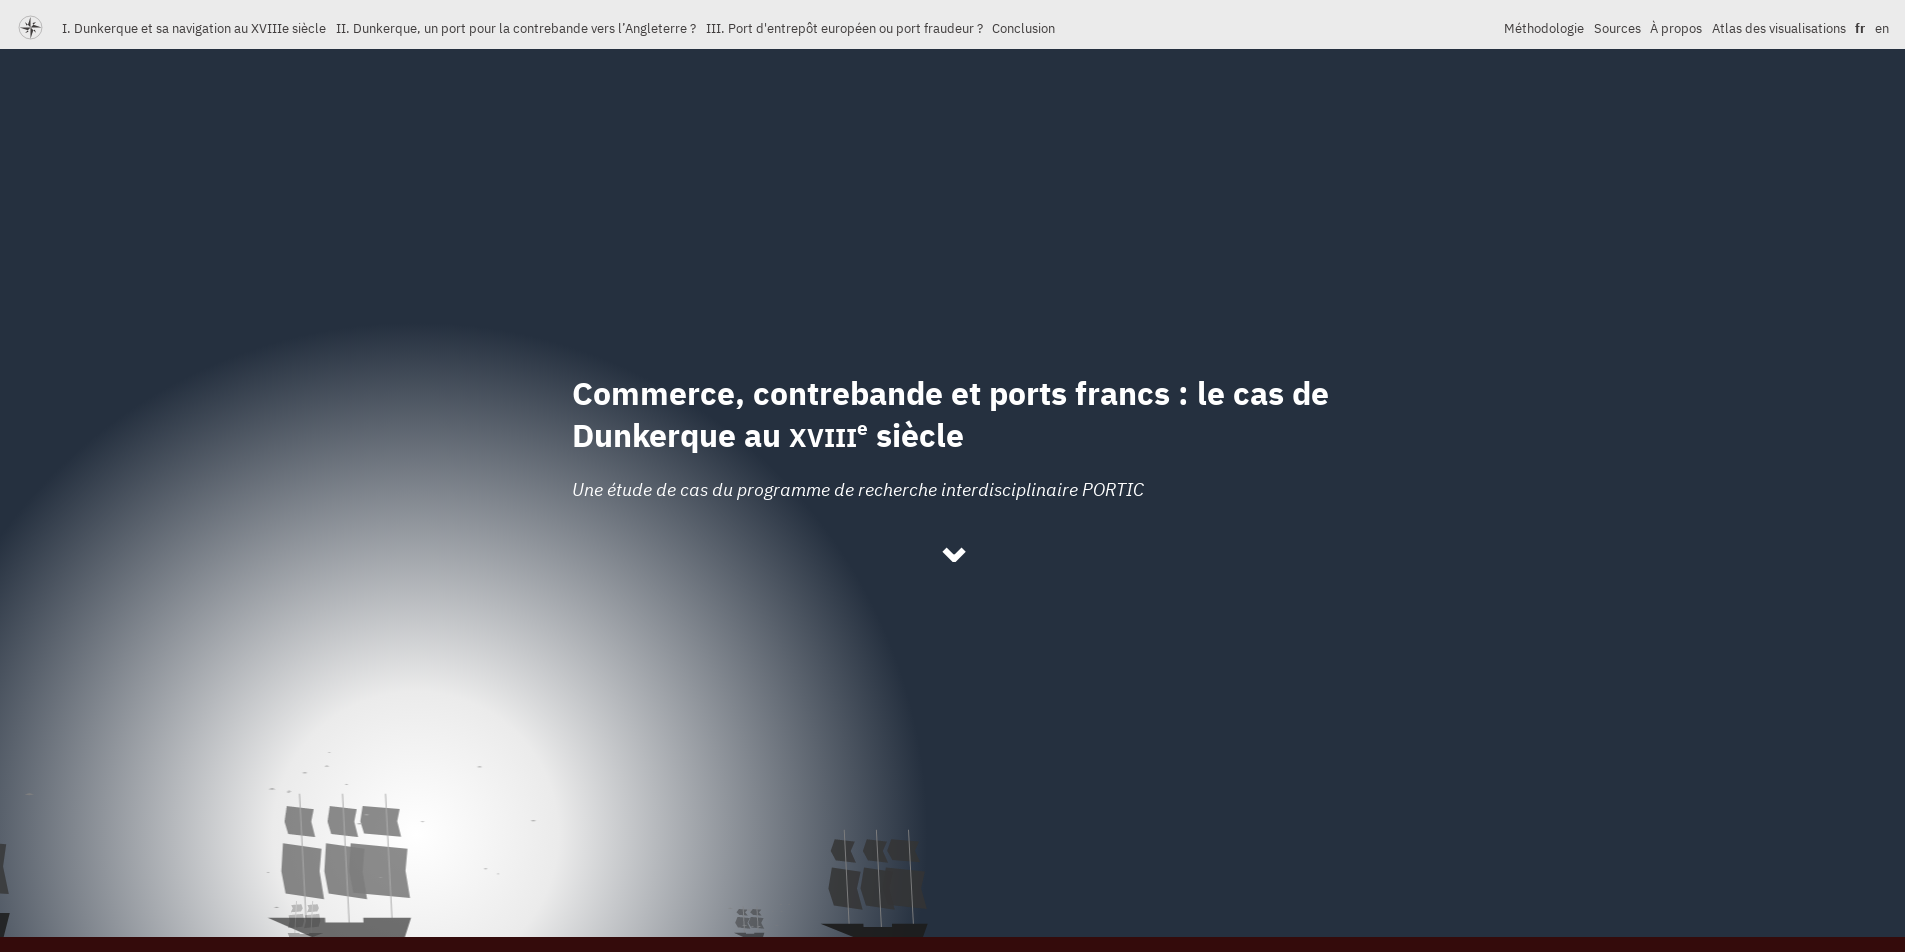 I. Dunkerque et sa navigation au XVIIIe siècle II. Dunkerque, un port pour la contrebande vers l’Angleterre ? III. Port d'entrepôt européen ou port fraudeur ? Conclusion Méthodologie Sources À propos Atlas des visualisations fr en
Commerce, contrebande et ports francs : le cas de
Dunkerque au XVIIIe siècle
Une étude de cas du programme de recherche interdisciplinaire PORTIC